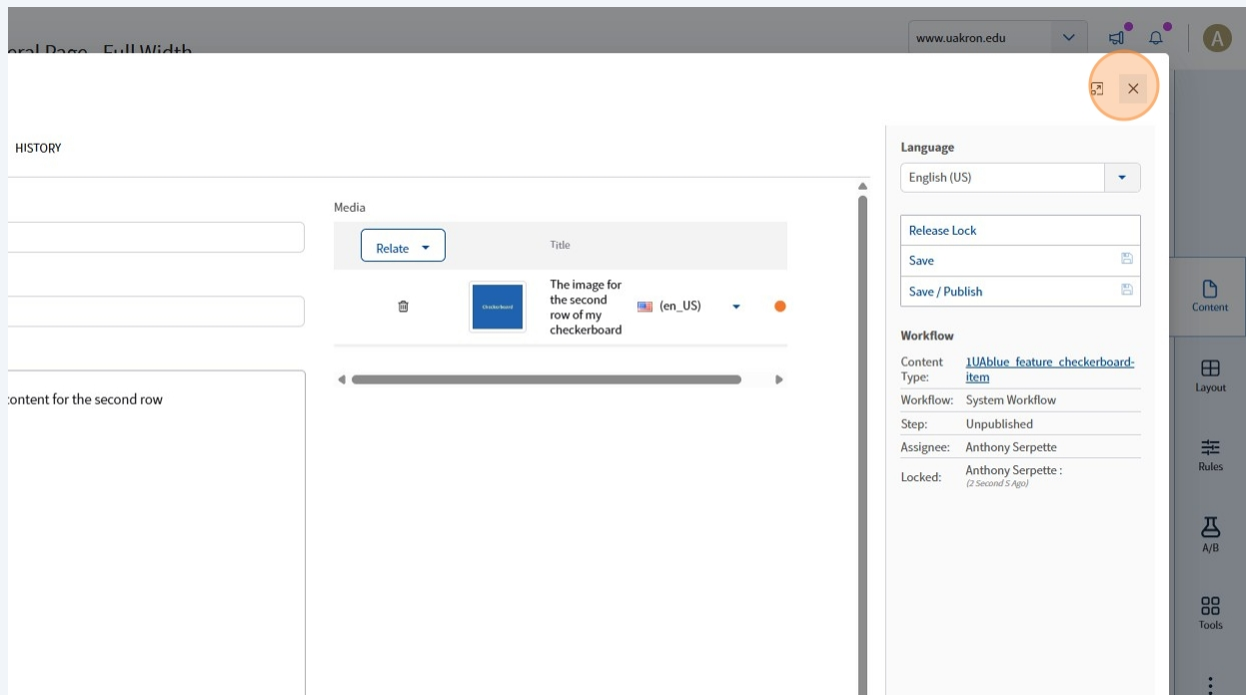 eral Page - Full Width
www.uakron.edu
A
HISTORY
Language
English (US)
Media
Relate
Title
Release Lock
Save
Save / Publish
The image for
the second
row of my
checkerboard
(en_US)
Checkerboard
Content
Workflow
Content
Type:
1UAblue_feature_checkerboard-
item
Workflow: System Workflow
Step: Unpublished
Assignee: Anthony Serpette
Locked: Anthony Serpette :
(2 Second S Ago)
content for the second row
Layout
Rules
A/B
Tools